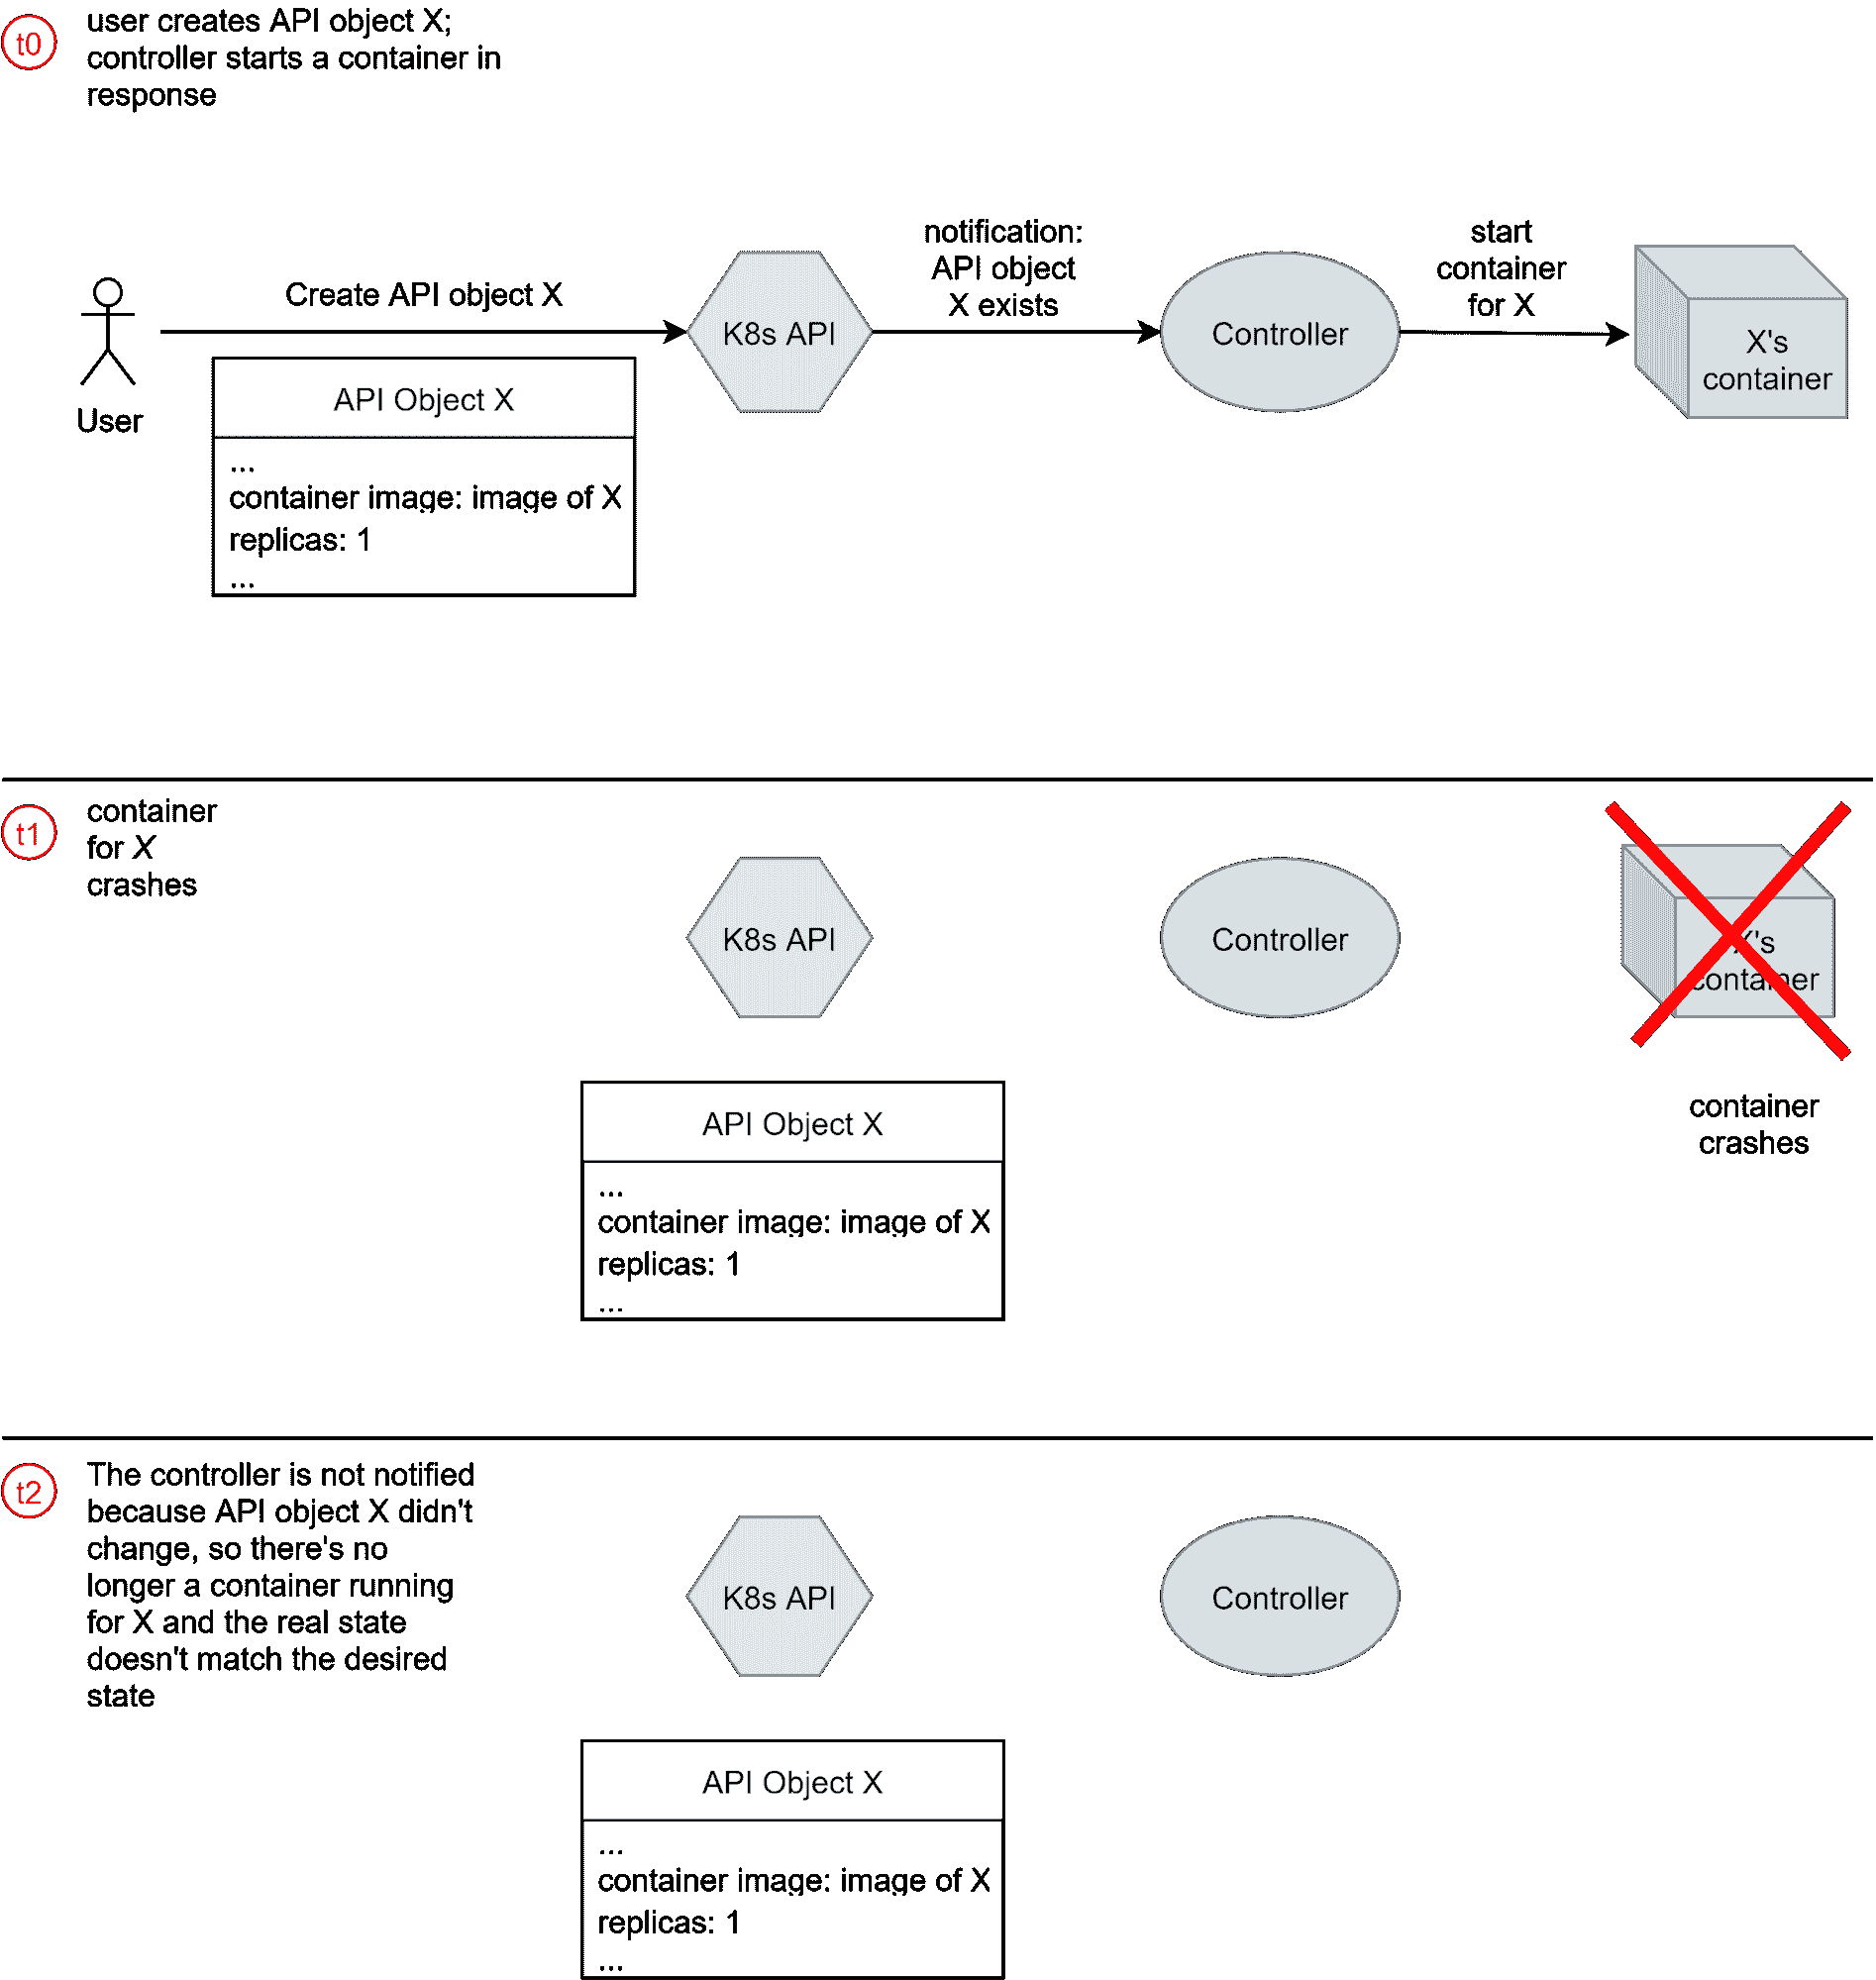 t0
user creates API object X;
controller starts a container in
response
Create API object X
notification:
API object
X exists
start
container
for X
User
K8s API
Controller
X's
container
API Object X
...
container image: image of X
replicas: 1
...
t1
container
for X
crashes
K8s API
Controller
X's
container
container
crashes
API Object X
...
container image: image of X
replicas: 1
...
t2
The controller is not notified
because API object X didn't
change, so there's no
longer a container running
for X and the real state
doesn't match the desired
state
K8s API
Controller
API Object X
...
container image: image of X
replicas: 1
...